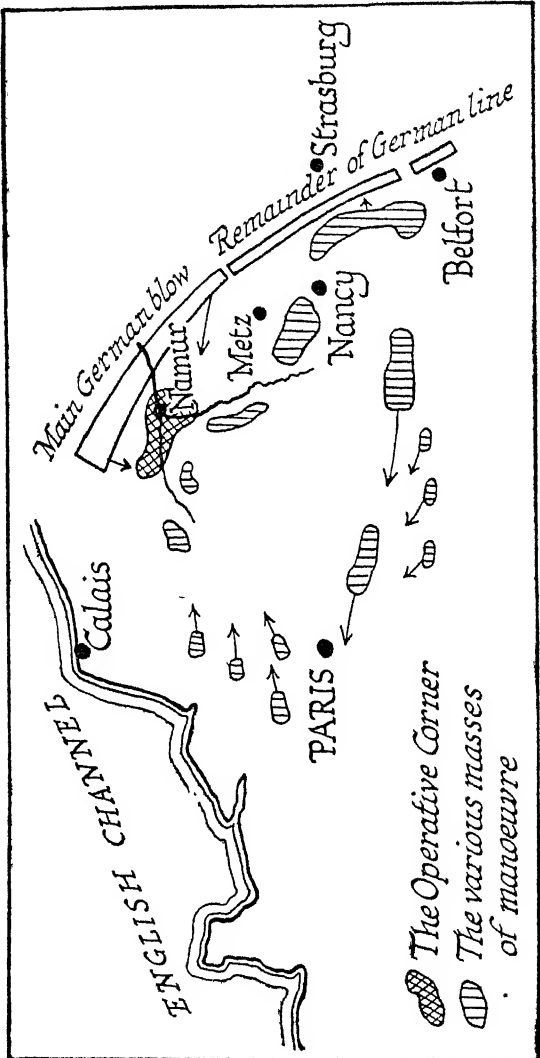 ENGLISH CHANNEL
Calais
Main German blow
Namur
Remainder of German line
Strasburg
Metz
Nancy
Belfort
PARIS
The Operative Corner
The various masses
of manoeuvre